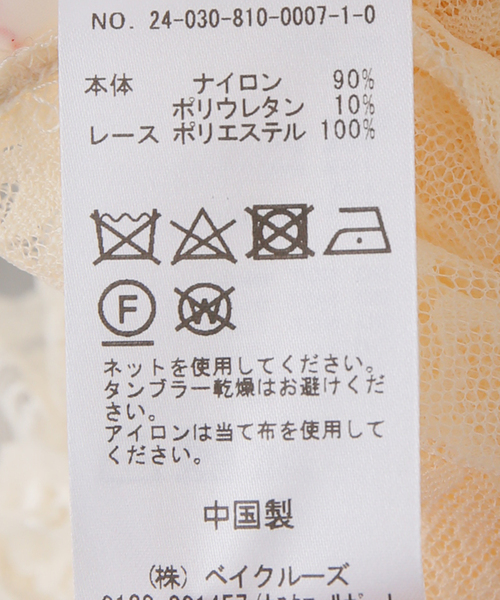 NO. 24-030-810-0007-1-0
本体 ナイロン 90%
ポリウレタン 10%
レース ポリエステル 100%
F W
ネットを使用してください。
タンブラー乾燥はお避けくだ
さい。
アイロンは当て布を使用して
ください。
中国製
(株) ベイクルーズ